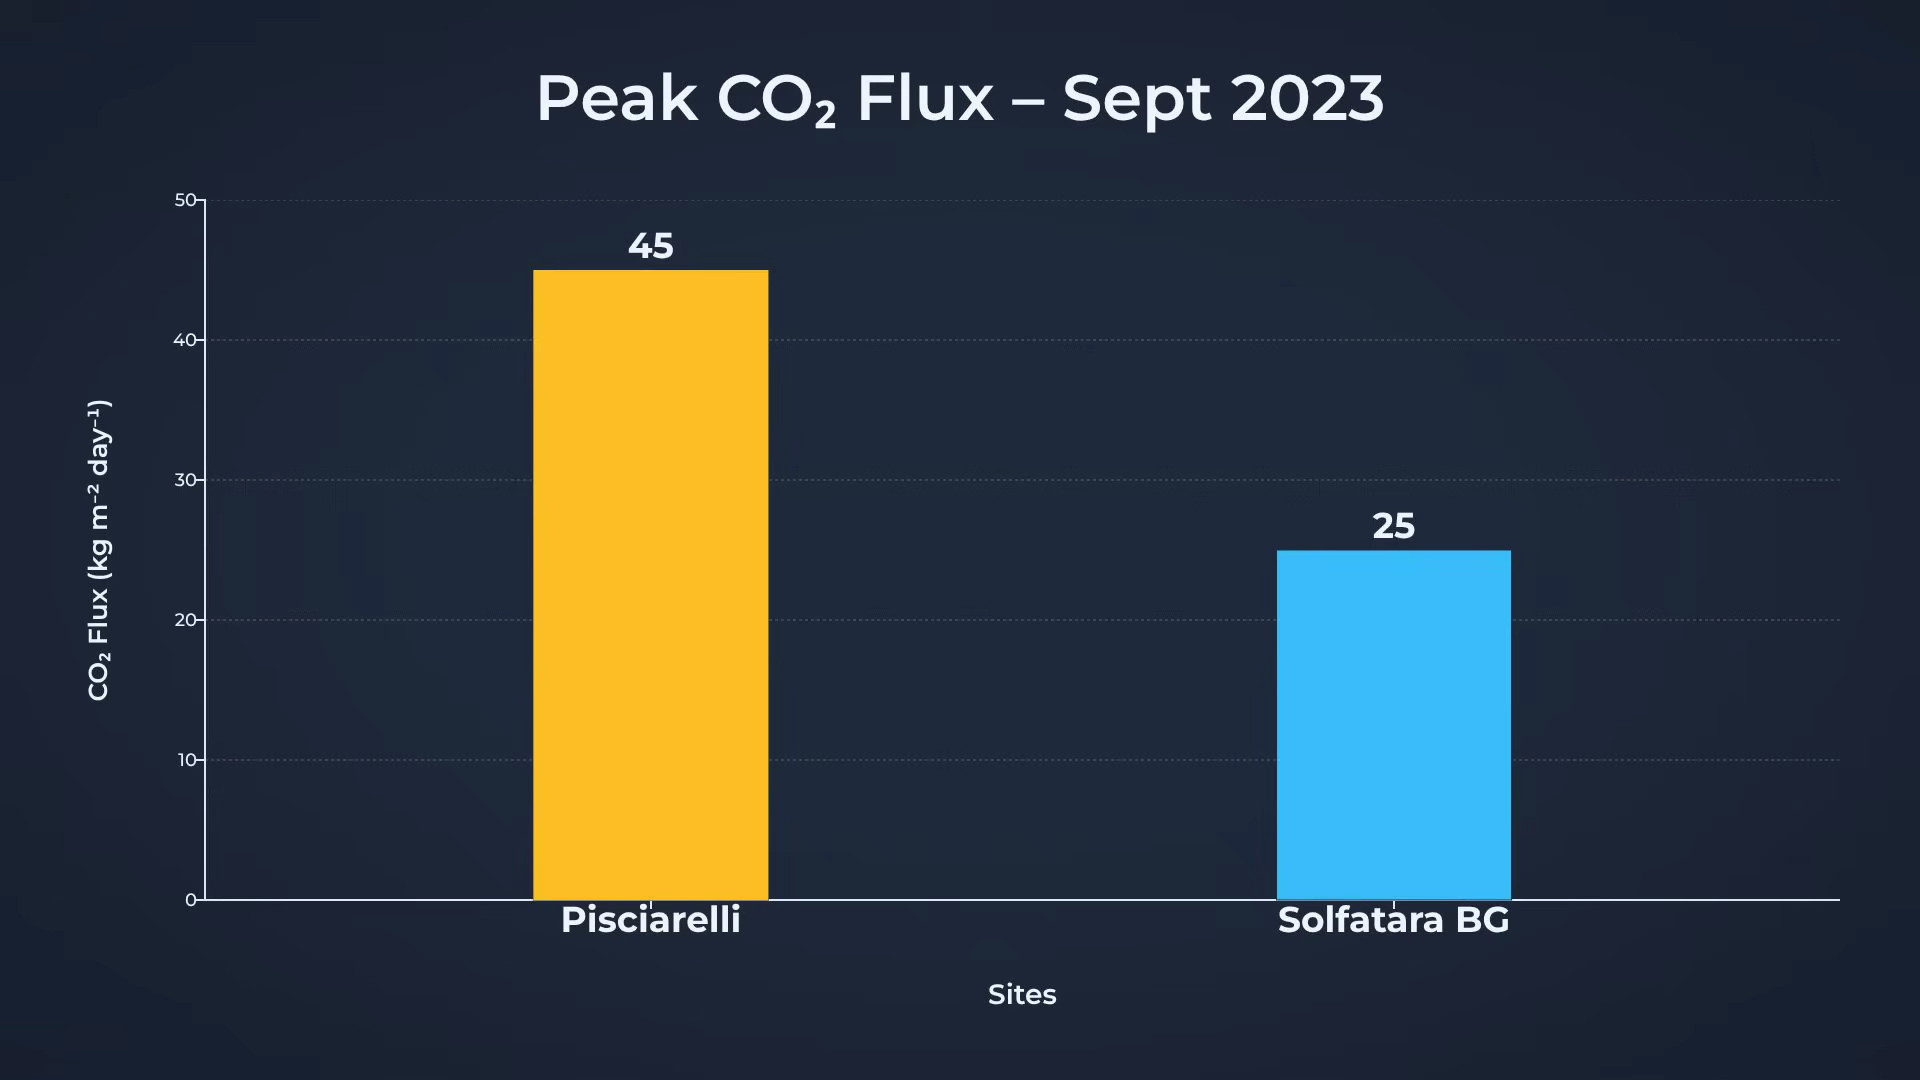 Peak CO₂ Flux – Sept 2023
50
45
40
30
25
20
10
0
CO₂ Flux (kg m⁻² day⁻¹)
Pisciarelli
Solfatara BG
Sites